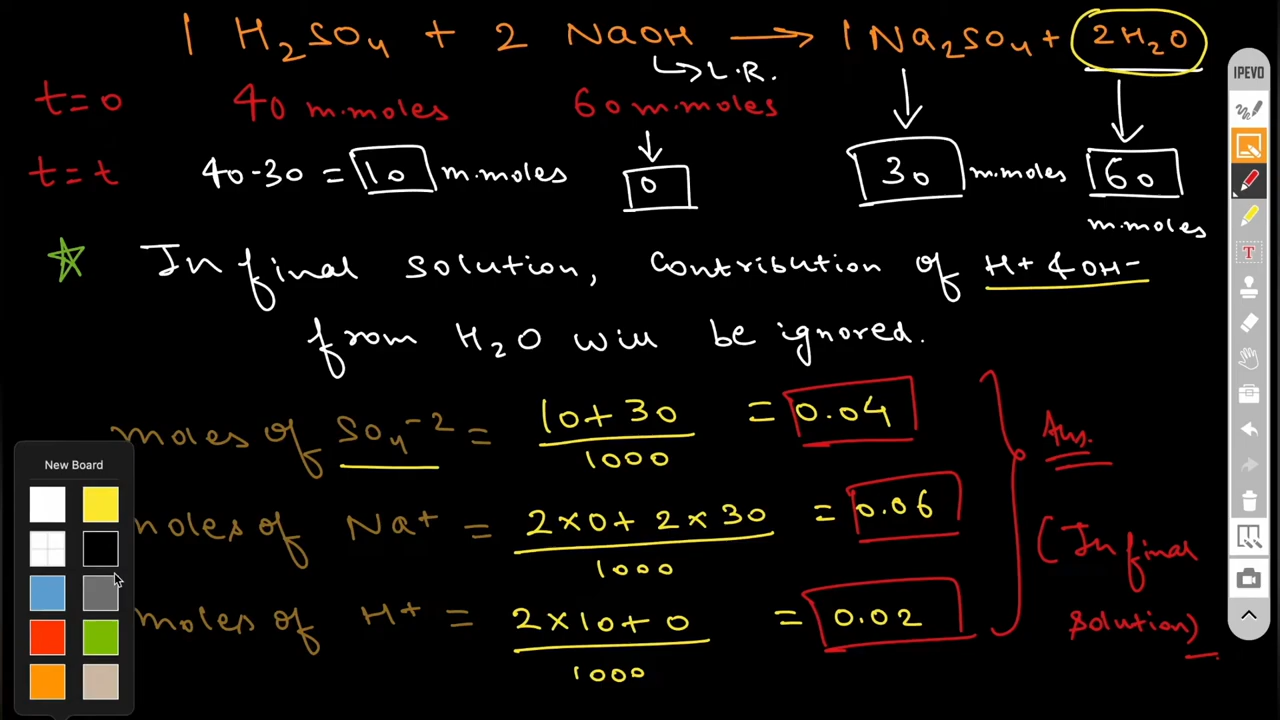 1 H2SO4 + 2 NaOH → 1 Na2SO4 + 2H2O
↳ L.R.
t=0 40 m.moles 60 m.moles
t=t 40-30 = 10 m.moles 0 30 m.moles 60
m.moles
☆ In final solution, contribution of H+ & OH-
from H2O will be ignored.
moles of SO4-2 = 10+30 / 1000 = 0.04
moles of Na+ = 2×0+2×30 / 1000 = 0.06
moles of H+ = 2×10+0 / 1000 = 0.02
Ans.
(In final
solution)
New Board
IPEVO
T